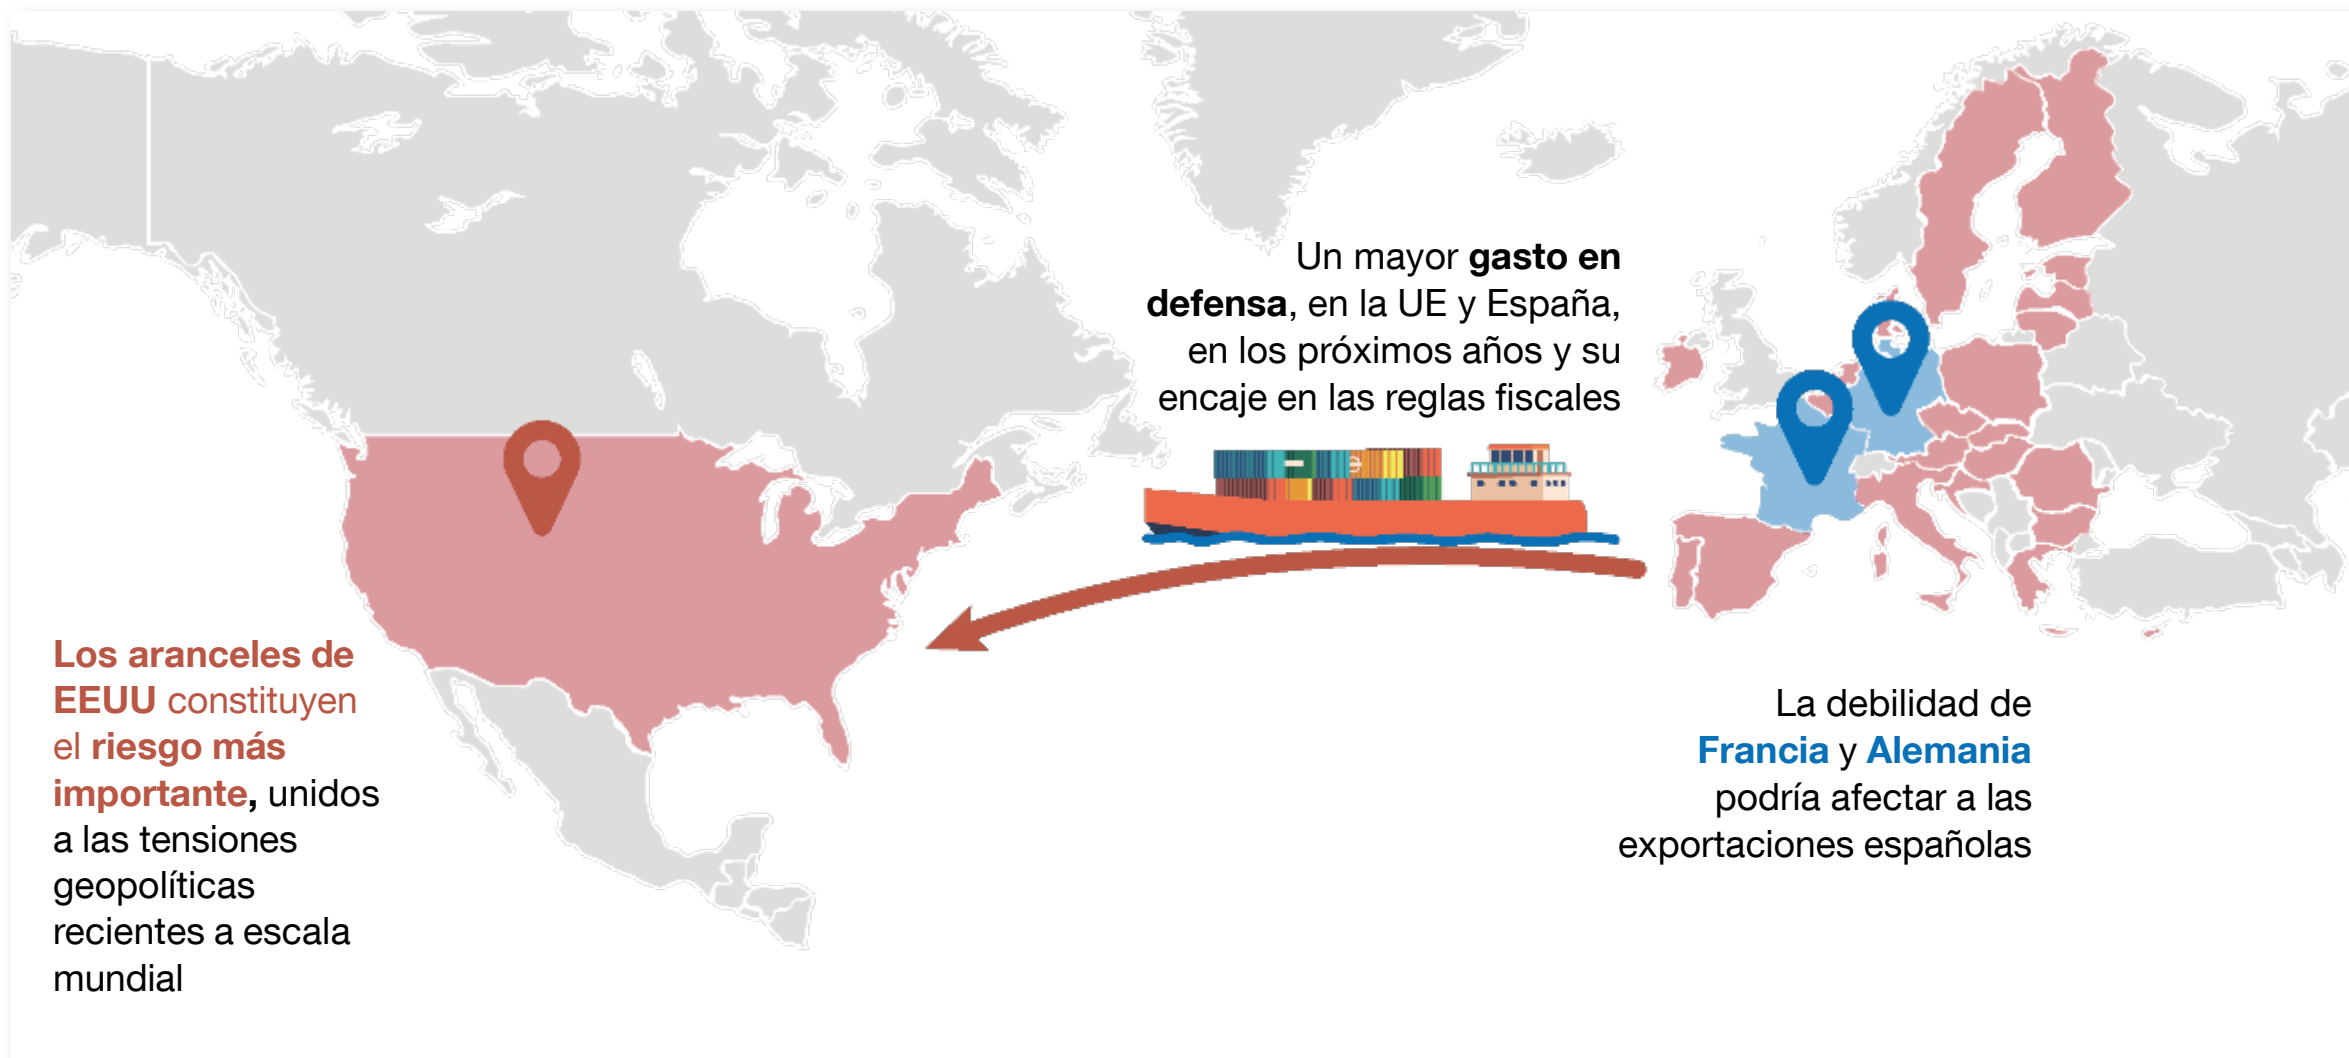 Un mayor gasto en
defensa, en la UE y España,
en los próximos años y su
encaje en las reglas fiscales
Los aranceles de
EEUU constituyen
el riesgo más
importante, unidos
a las tensiones
geopolíticas
recientes a escala
mundial
La debilidad de
Francia y Alemania
podría afectar a las
exportaciones españolas